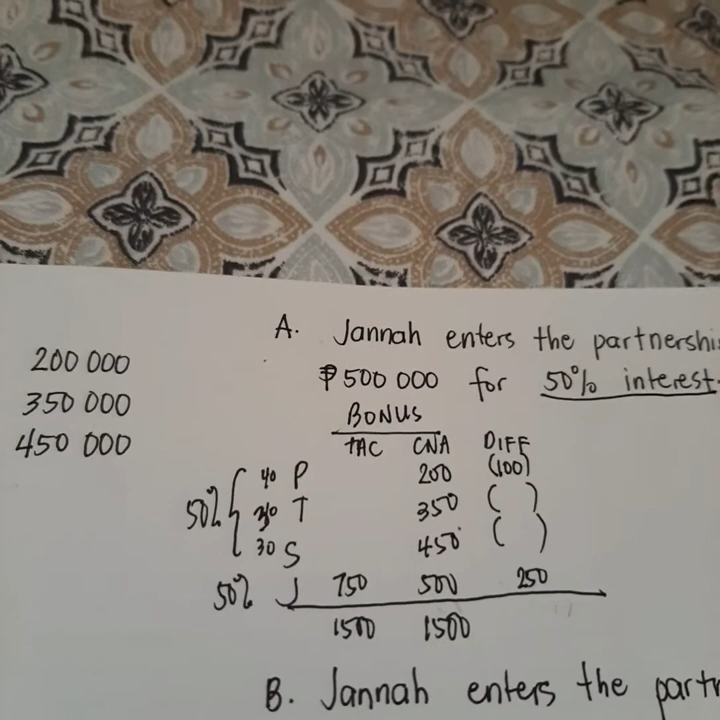 200 000
350 000
450 000
A. Jannah enters the partnershi
₱500 000 for 50% interest
BONUS
TAC CNA DIFF
40 P 200 (100)
50% { 30 T 350 ( )
30 S 450 ( )
50% J 750 500 250
1500 1500
B. Jannah enters the partn